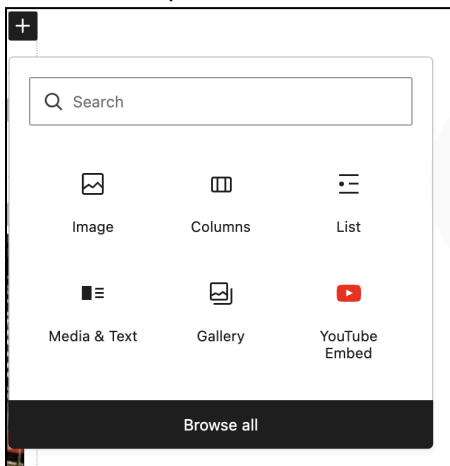 Search
Image
Columns
List
Media & Text
Gallery
YouTube
Embed
Browse all